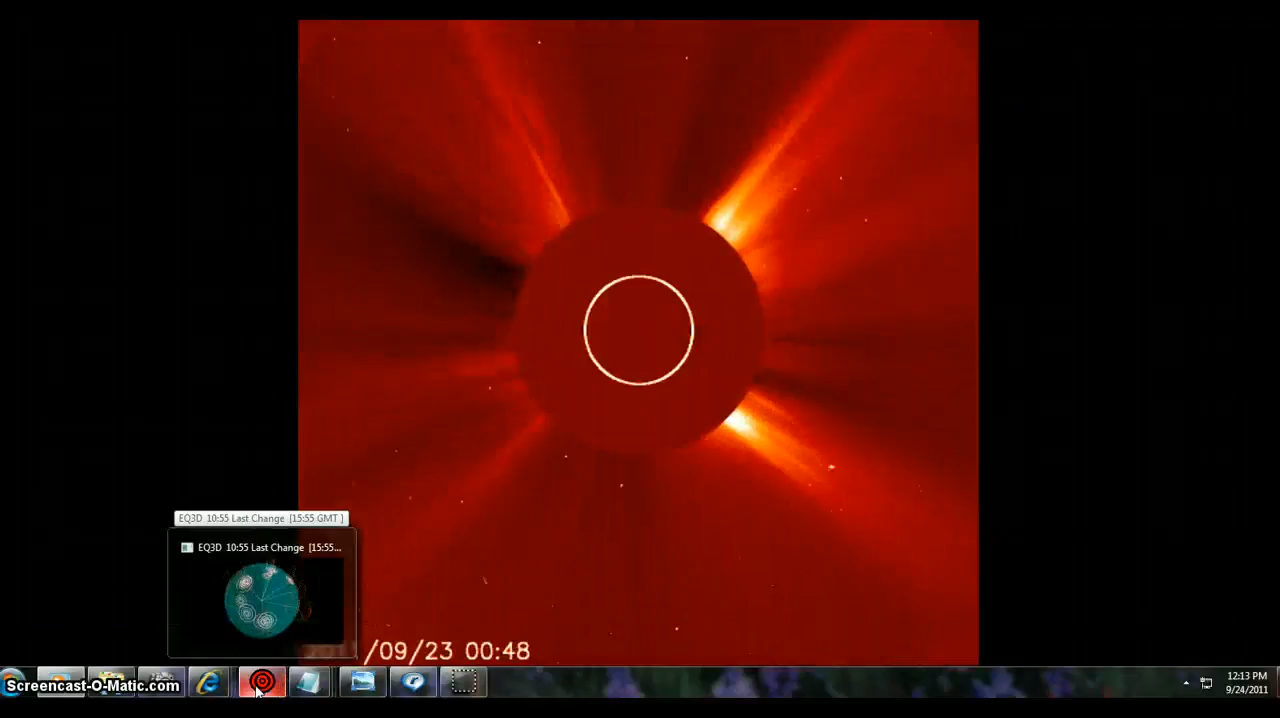 EQ3D 10:55 Last Change [15:55 GMT ]
EQ3D 10:55 Last Change [15:55...
/09/23 00:48
Screencast-O-Matic.com
12:13 PM
9/24/2011